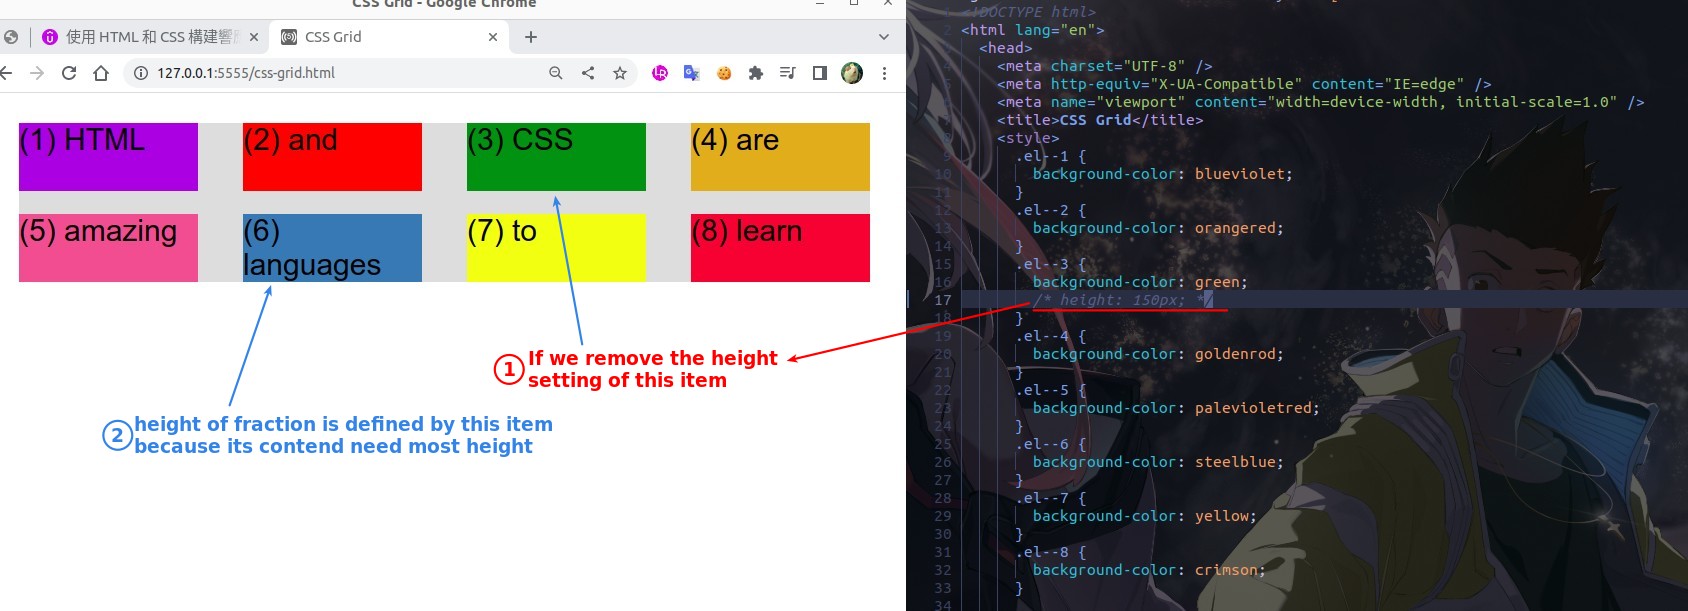 CSS Grid - Google Chrome
使用 HTML 和 CSS 構建響
CSS Grid
127.0.0.1:5555/css-grid.html
(1) HTML
(2) and
(3) CSS
(4) are
(5) amazing
(6)
languages
(7) to
(8) learn
1 If we remove the height
setting of this item
2 height of fraction is defined by this item
because its contend need most height
<!DOCTYPE html>
2 <html lang="en">
<head>
4 <meta charset="UTF-8" />
5 <meta http-equiv="X-UA-Compatible" content="IE=edge" />
6 <meta name="viewport" content="width=device-width, initial-scale=1.0" />
7 <title>CSS Grid</title>
8 <style>
9 .el--1 {
10 background-color: blueviolet;
11 }
12 .el--2 {
13 background-color: orangered;
14 }
15 .el--3 {
16 background-color: green;
17 /* height: 150px; */
18 }
19 .el--4 {
20 background-color: goldenrod;
21 }
22 .el--5 {
23 background-color: palevioletred;
24 }
25 .el--6 {
26 background-color: steelblue;
27 }
28 .el--7 {
29 background-color: yellow;
30 }
31 .el--8 {
32 background-color: crimson;
33 }
34